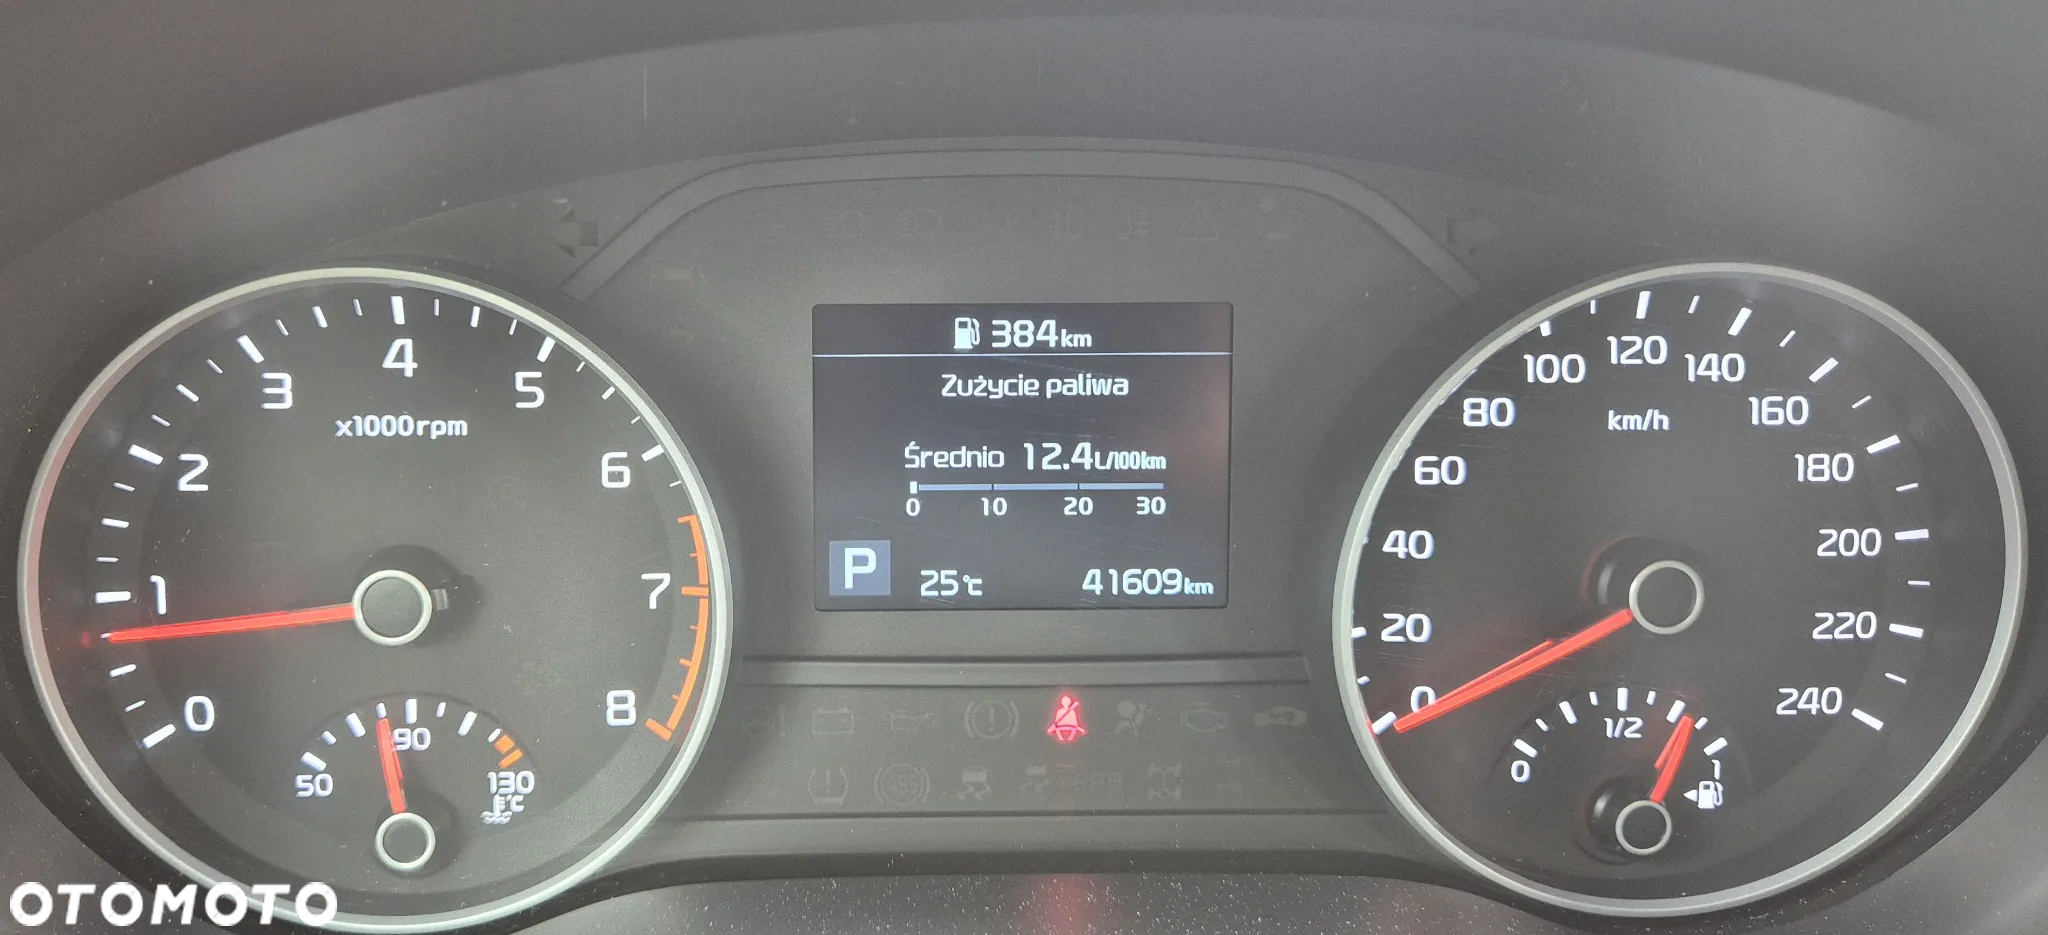 384km
Zużycie paliwa
Średnio 12.4L/100km
0 10 20 30
P 25°C 41609km
0 1 2 3 4 5 6 7 8
x1000rpm
50 90 130
°C
0 20 40 60 80 100 120 140 160 180 200 220 240
km/h
0 1/2 1
OTOMOTO